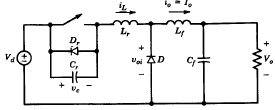 i_L
i_o = I_o
L_r
L_f
V_d
+
−
D_r
C_r
+ v_c −
+
v_oi
−
D
C_f
+
V_o
−